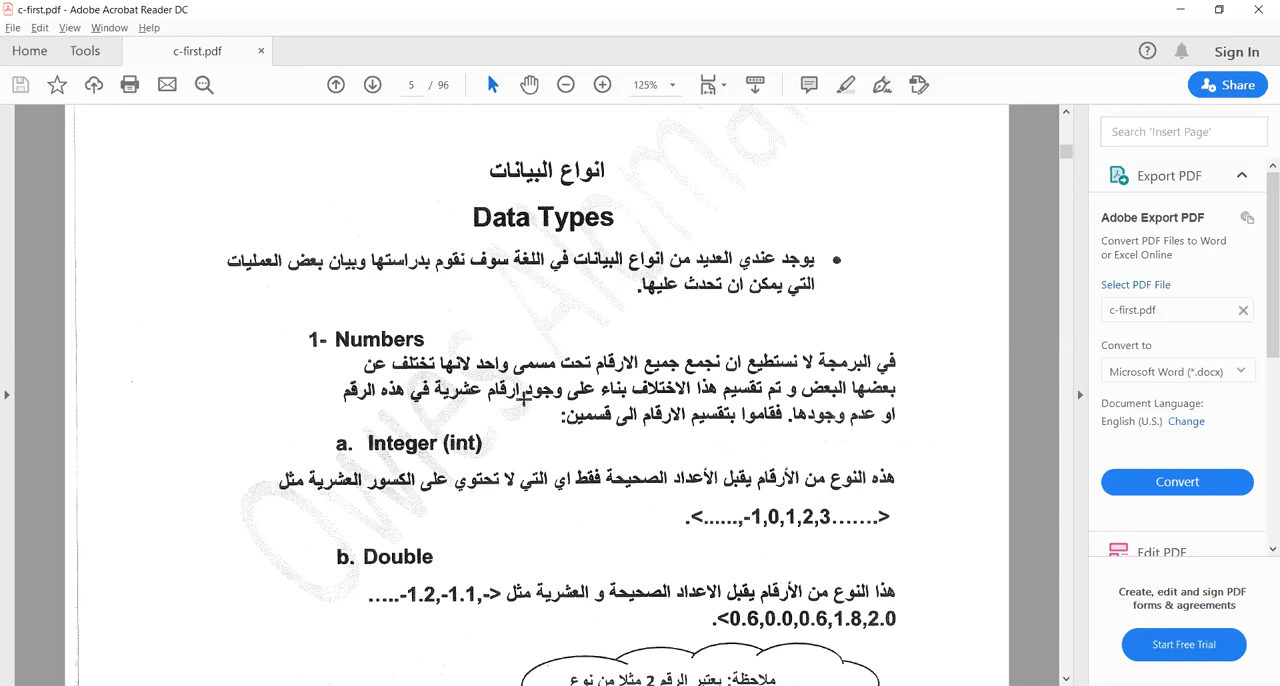 c-first.pdf - Adobe Acrobat Reader DC
File Edit View Window Help
Home Tools c-first.pdf × Sign In
5 / 96 125% Share
انواع البيانات
Data Types
• يوجد عندي العديد من انواع البيانات في اللغة سوف نقوم بدراستها وبيان بعض العمليات
التي يمكن ان تحدث عليها.
1- Numbers
في البرمجة لا نستطيع ان نجمع جميع الارقام تحت مسمى واحد لانها تختلف عن
بعضها البعض و تم تقسيم هذا الاختلاف بناء على وجود ارقام عشرية في هذه الرقم
او عدم وجودها. فقاموا بتقسيم الارقام الى قسمين:
a. Integer (int)
هذه النوع من الأرقام يقبل الأعداد الصحيحة فقط اي التي لا تحتوي على الكسور العشرية مثل
.<......,-1,0,1,2,3.......>
b. Double
هذا النوع من الأرقام يقبل الاعداد الصحيحة و العشرية مثل <-,1.1-,1.2-.....
.<0.6,0.0,0.6,1.8,2.0
ملاحظة: يعتبر الرقم 2 مثلا من نوع
Owies Aloma
Search 'Insert Page'
Export PDF
Adobe Export PDF
Convert PDF Files to Word
or Excel Online
Select PDF File
c-first.pdf
Convert to
Microsoft Word (*.docx)
Document Language:
English (U.S.) Change
Convert
Edit PDF
Create, edit and sign PDF
forms & agreements
Start Free Trial